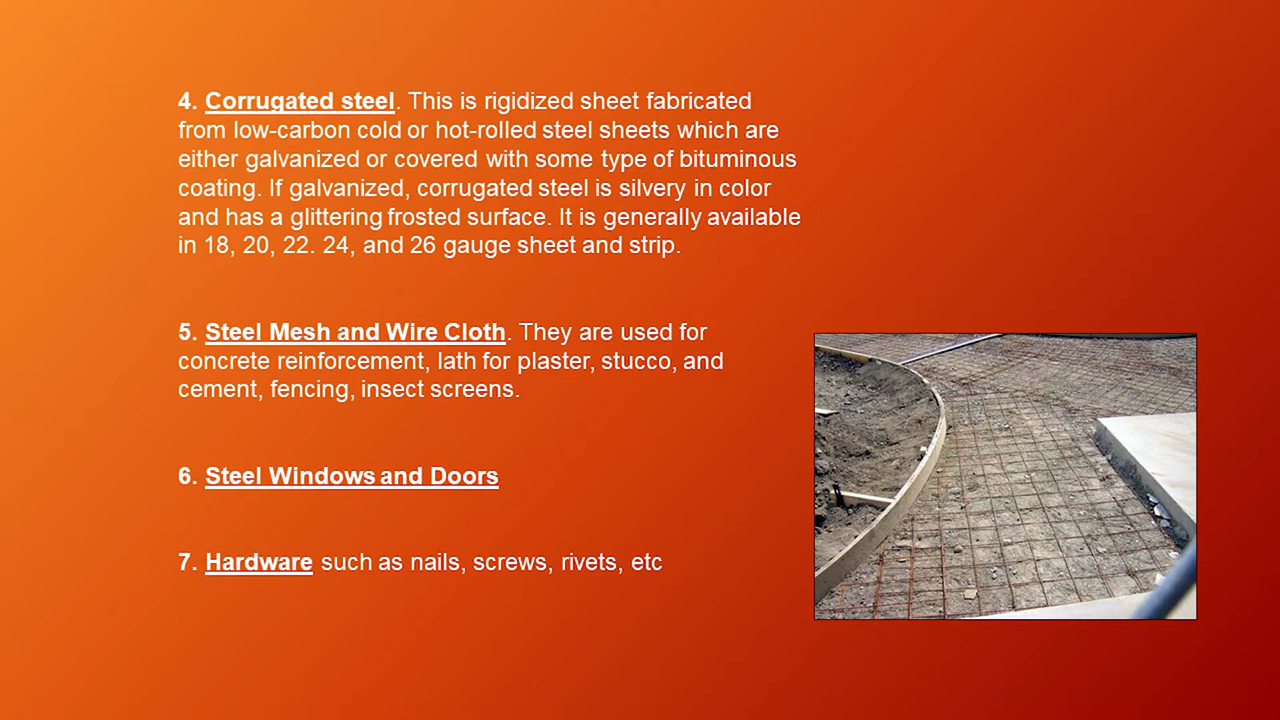 4. Corrugated steel. This is rigidized sheet fabricated
from low-carbon cold or hot-rolled steel sheets which are
either galvanized or covered with some type of bituminous
coating. If galvanized, corrugated steel is silvery in color
and has a glittering frosted surface. It is generally available
in 18, 20, 22. 24, and 26 gauge sheet and strip.
5. Steel Mesh and Wire Cloth. They are used for
concrete reinforcement, lath for plaster, stucco, and
cement, fencing, insect screens.
6. Steel Windows and Doors
7. Hardware such as nails, screws, rivets, etc